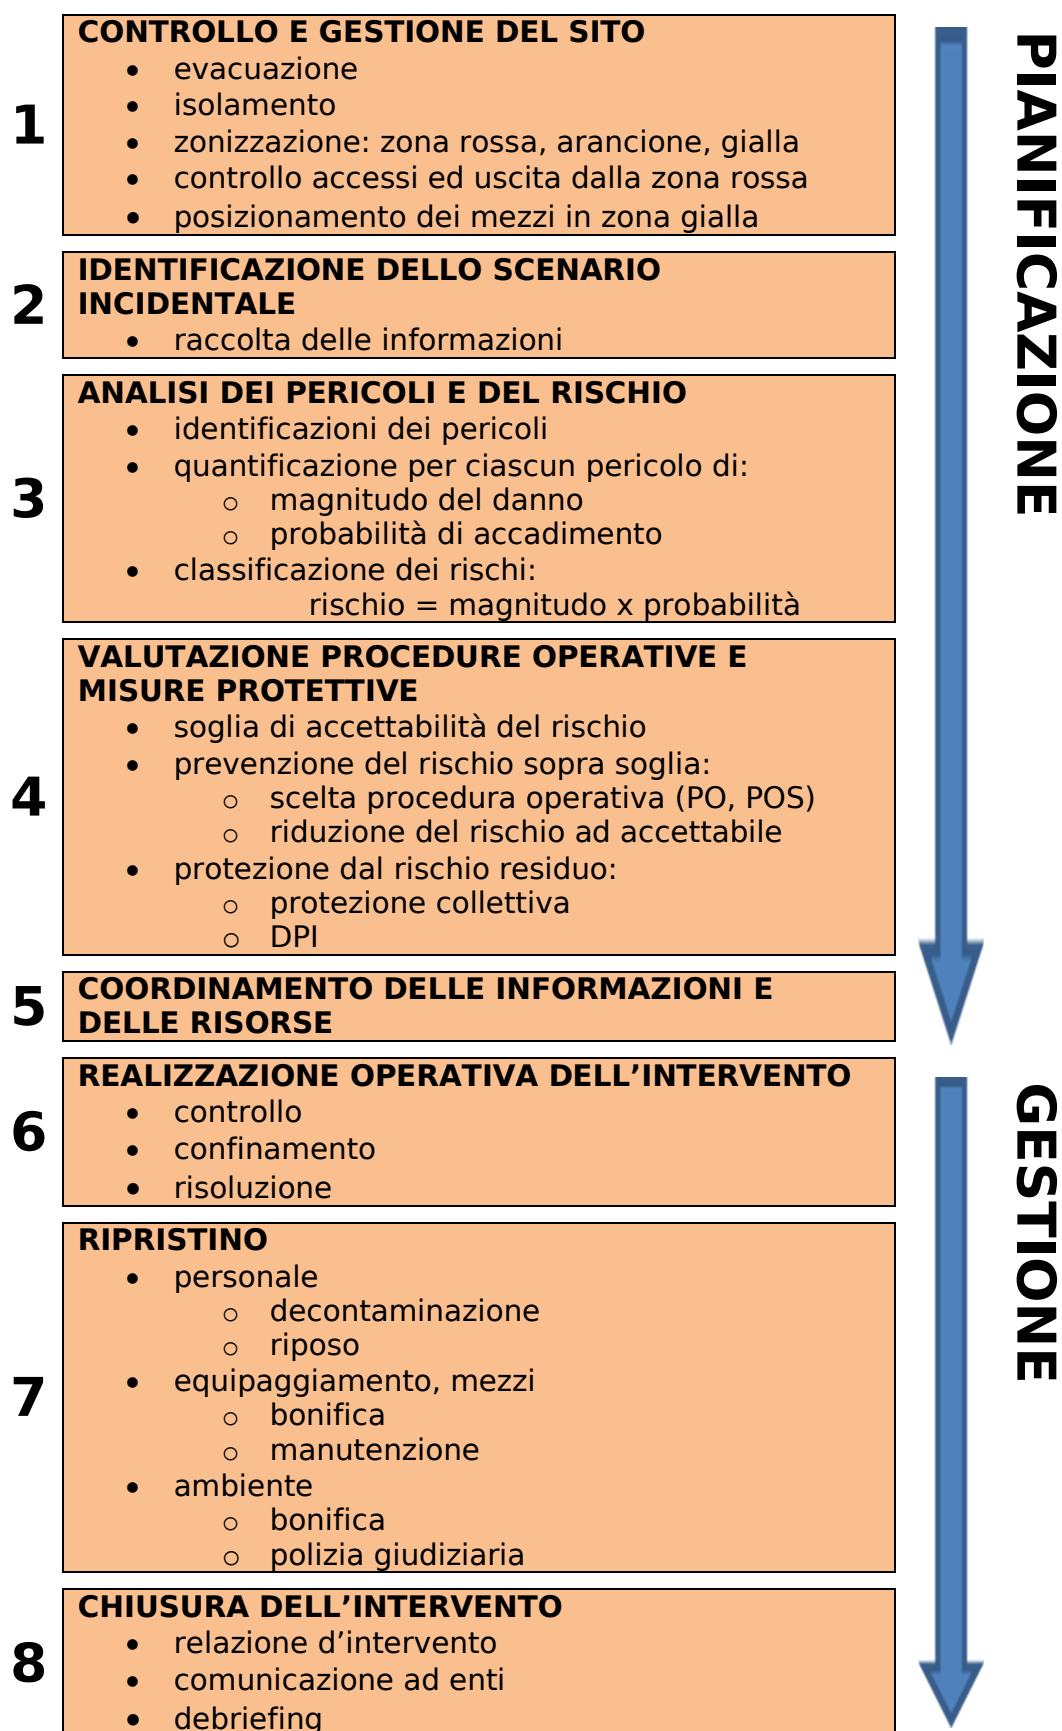 1
CONTROLLO E GESTIONE DEL SITO
• evacuazione
• isolamento
• zonizzazione: zona rossa, arancione, gialla
• controllo accessi ed uscita dalla zona rossa
• posizionamento dei mezzi in zona gialla
2
IDENTIFICAZIONE DELLO SCENARIO
INCIDENTALE
• raccolta delle informazioni
3
ANALISI DEI PERICOLI E DEL RISCHIO
• identificazioni dei pericoli
• quantificazione per ciascun pericolo di:
o magnitudo del danno
o probabilità di accadimento
• classificazione dei rischi:
rischio = magnitudo x probabilità
4
VALUTAZIONE PROCEDURE OPERATIVE E
MISURE PROTETTIVE
• soglia di accettabilità del rischio
• prevenzione del rischio sopra soglia:
o scelta procedura operativa (PO, POS)
o riduzione del rischio ad accettabile
• protezione dal rischio residuo:
o protezione collettiva
o DPI
5
COORDINAMENTO DELLE INFORMAZIONI E
DELLE RISORSE
PIANIFICAZIONE
6
REALIZZAZIONE OPERATIVA DELL’INTERVENTO
• controllo
• confinamento
• risoluzione
7
RIPRISTINO
• personale
o decontaminazione
o riposo
• equipaggiamento, mezzi
o bonifica
o manutenzione
• ambiente
o bonifica
o polizia giudiziaria
8
CHIUSURA DELL’INTERVENTO
• relazione d’intervento
• comunicazione ad enti
• debriefing
GESTIONE